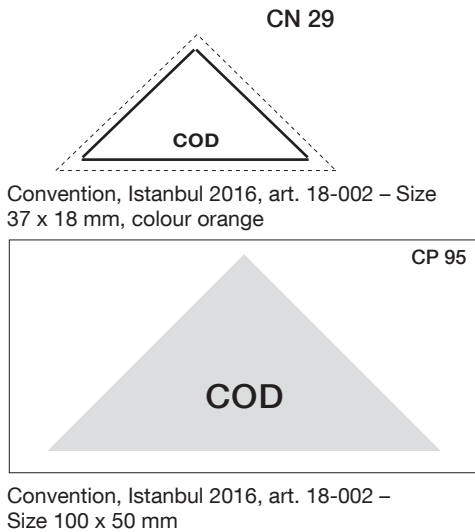 CN 29
COD
Convention, Istanbul 2016, art. 18-002 – Size
37 x 18 mm, colour orange
CP 95
COD
Convention, Istanbul 2016, art. 18-002 –
Size 100 x 50 mm